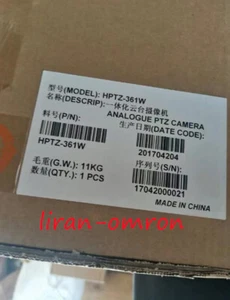 型号(MODEL): HPTZ-361W
名称(DESCRIP):一体化云台摄像机
ANALOGUE PTZ CAMERA
料号(P/N): 生产日期(DATE CODE):
HPTZ-361W 201704204
毛重(G.W.): 11KG 序列号(S/N):
数量(QTY.): 1 PCS 17042000021
MADE IN CHINA
liran-omron